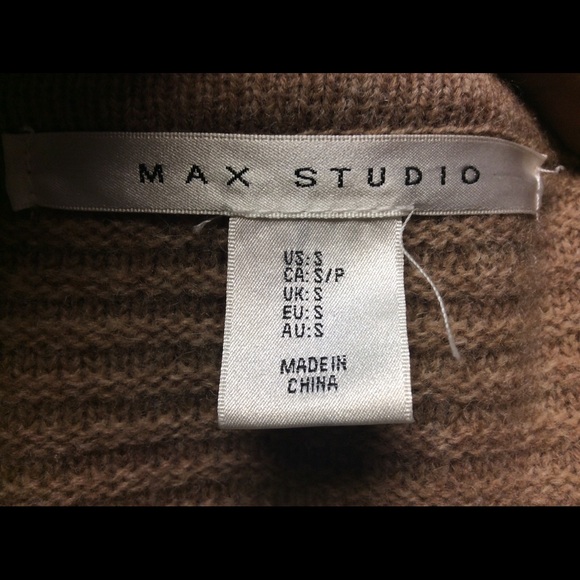 MAX STUDIO
US: S
CA: S/P
UK: S
EU: S
AU: S
MADE IN
CHINA